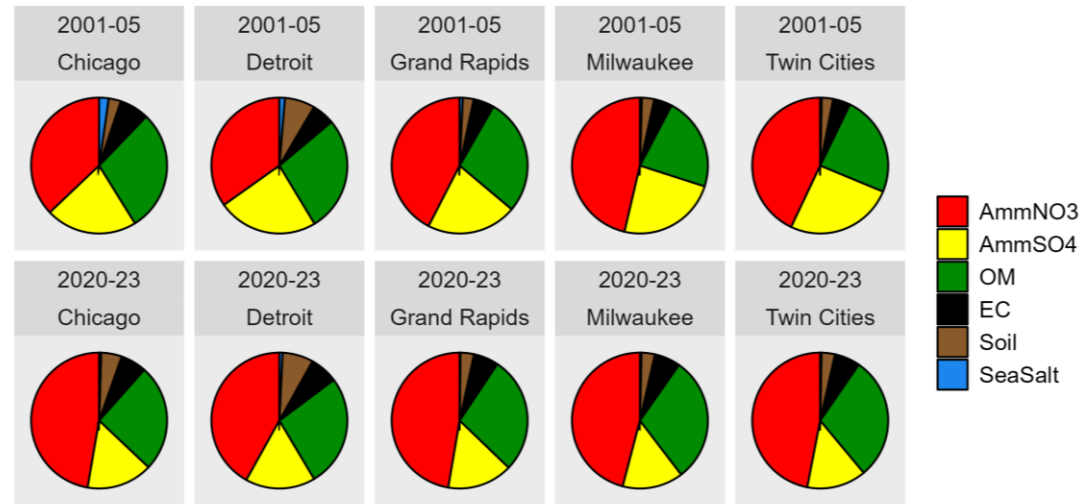 2001-05
Chicago
2001-05
Detroit
2001-05
Grand Rapids
2001-05
Milwaukee
2001-05
Twin Cities
2020-23
Chicago
2020-23
Detroit
2020-23
Grand Rapids
2020-23
Milwaukee
2020-23
Twin Cities
AmmNO3
AmmSO4
OM
EC
Soil
SeaSalt